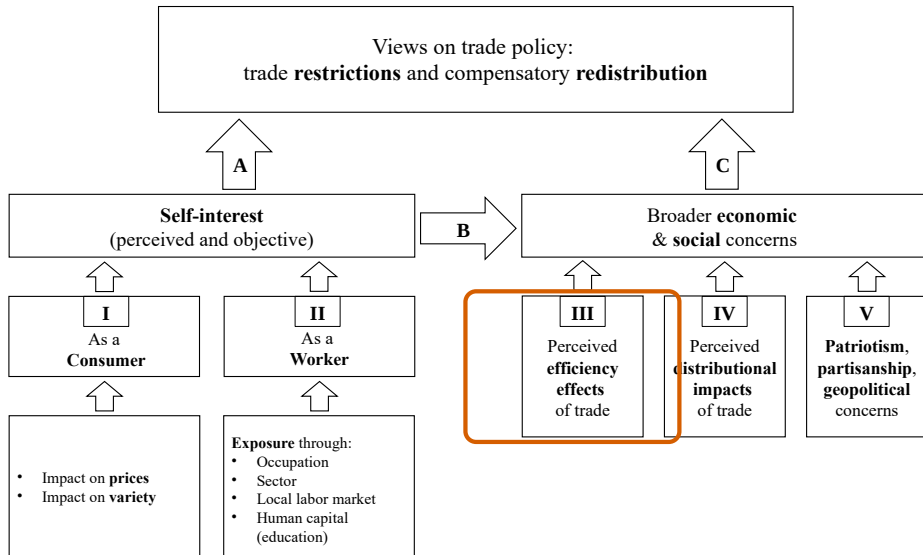 Views on trade policy:
trade restrictions and compensatory redistribution
A
C
Self-interest
(perceived and objective)
B
Broader economic
& social concerns
I
As a
Consumer
II
As a
Worker
III
Perceived
efficiency
effects
of trade
IV
Perceived
distributional
impacts
of trade
V
Patriotism,
partisanship,
geopolitical
concerns
• Impact on prices
• Impact on variety
Exposure through:
• Occupation
• Sector
• Local labor market
• Human capital
(education)